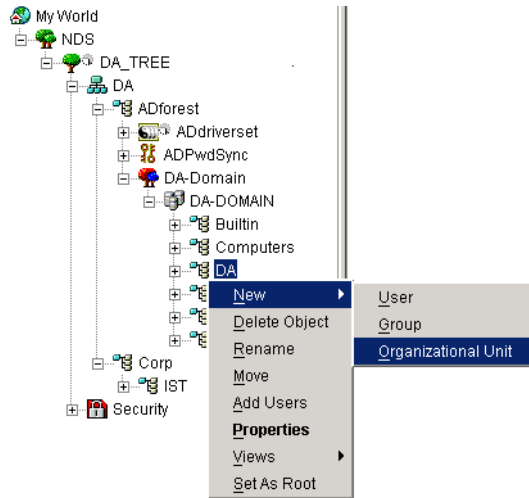 My World
NDS
DA_TREE
DA
ADforest
ADdriverset
ADPwdSync
DA-Domain
DA-DOMAIN
Builtin
Computers
DA
New
Delete Object
Rename
Move
Add Users
Properties
Views
Set As Root
User
Group
Organizational Unit
Corp
IST
Security